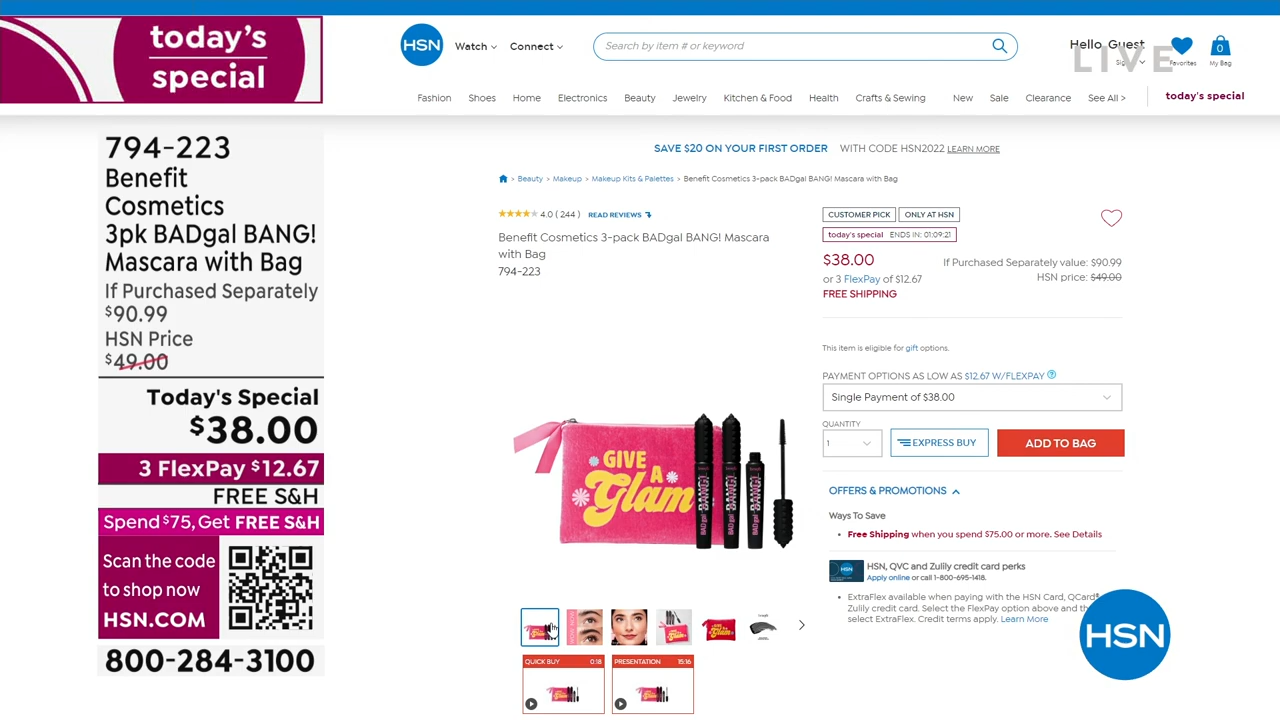 today's
special
HSN
Watch
Connect
Search by item # or keyword
Hello, Guest
LIVE
Favorites
0
My Bag
Fashion
Shoes
Home
Electronics
Beauty
Jewelry
Kitchen & Food
Health
Crafts & Sewing
New
Sale
Clearance
See All >
today's special
794-223
Benefit
Cosmetics
3pk BADgal BANG!
Mascara with Bag
If Purchased Separately
$90.99
HSN Price
$49.00
Today's Special
$38.00
3 FlexPay $12.67
FREE S&H
Spend $75, Get FREE S&H
Scan the code
to shop now
HSN.COM
800-284-3100
SAVE $20 ON YOUR FIRST ORDER WITH CODE HSN2022 LEARN MORE
> Beauty > Makeup > Makeup Kits & Palettes > Benefit Cosmetics 3-pack BADgal BANG! Mascara with Bag
4.0 ( 244 ) READ REVIEWS
Benefit Cosmetics 3-pack BADgal BANG! Mascara
with Bag
794-223
GIVE
A
Glam
BADgal BANG!
BADgal BANG!
BADgal BANG!
QUICK BUY 0:18
PRESENTATION 15:16
CUSTOMER PICK
ONLY AT HSN
today's special ENDS IN: 01:09:21
$38.00
If Purchased Separately value: $90.99
or 3 FlexPay of $12.67
HSN price: $49.00
FREE SHIPPING
This item is eligible for gift options.
PAYMENT OPTIONS AS LOW AS $12.67 W/FLEXPAY ?
Single Payment of $38.00
QUANTITY
1
EXPRESS BUY
ADD TO BAG
OFFERS & PROMOTIONS
Ways To Save
• Free Shipping when you spend $75.00 or more. See Details
HSN
HSN, QVC and Zulily credit card perks
Apply online or call 1-800-695-1418.
• ExtraFlex available when paying with the HSN Card, QCard®
Zulily credit card. Select the FlexPay option above and th
select ExtraFlex. Credit terms apply. Learn More
HSN